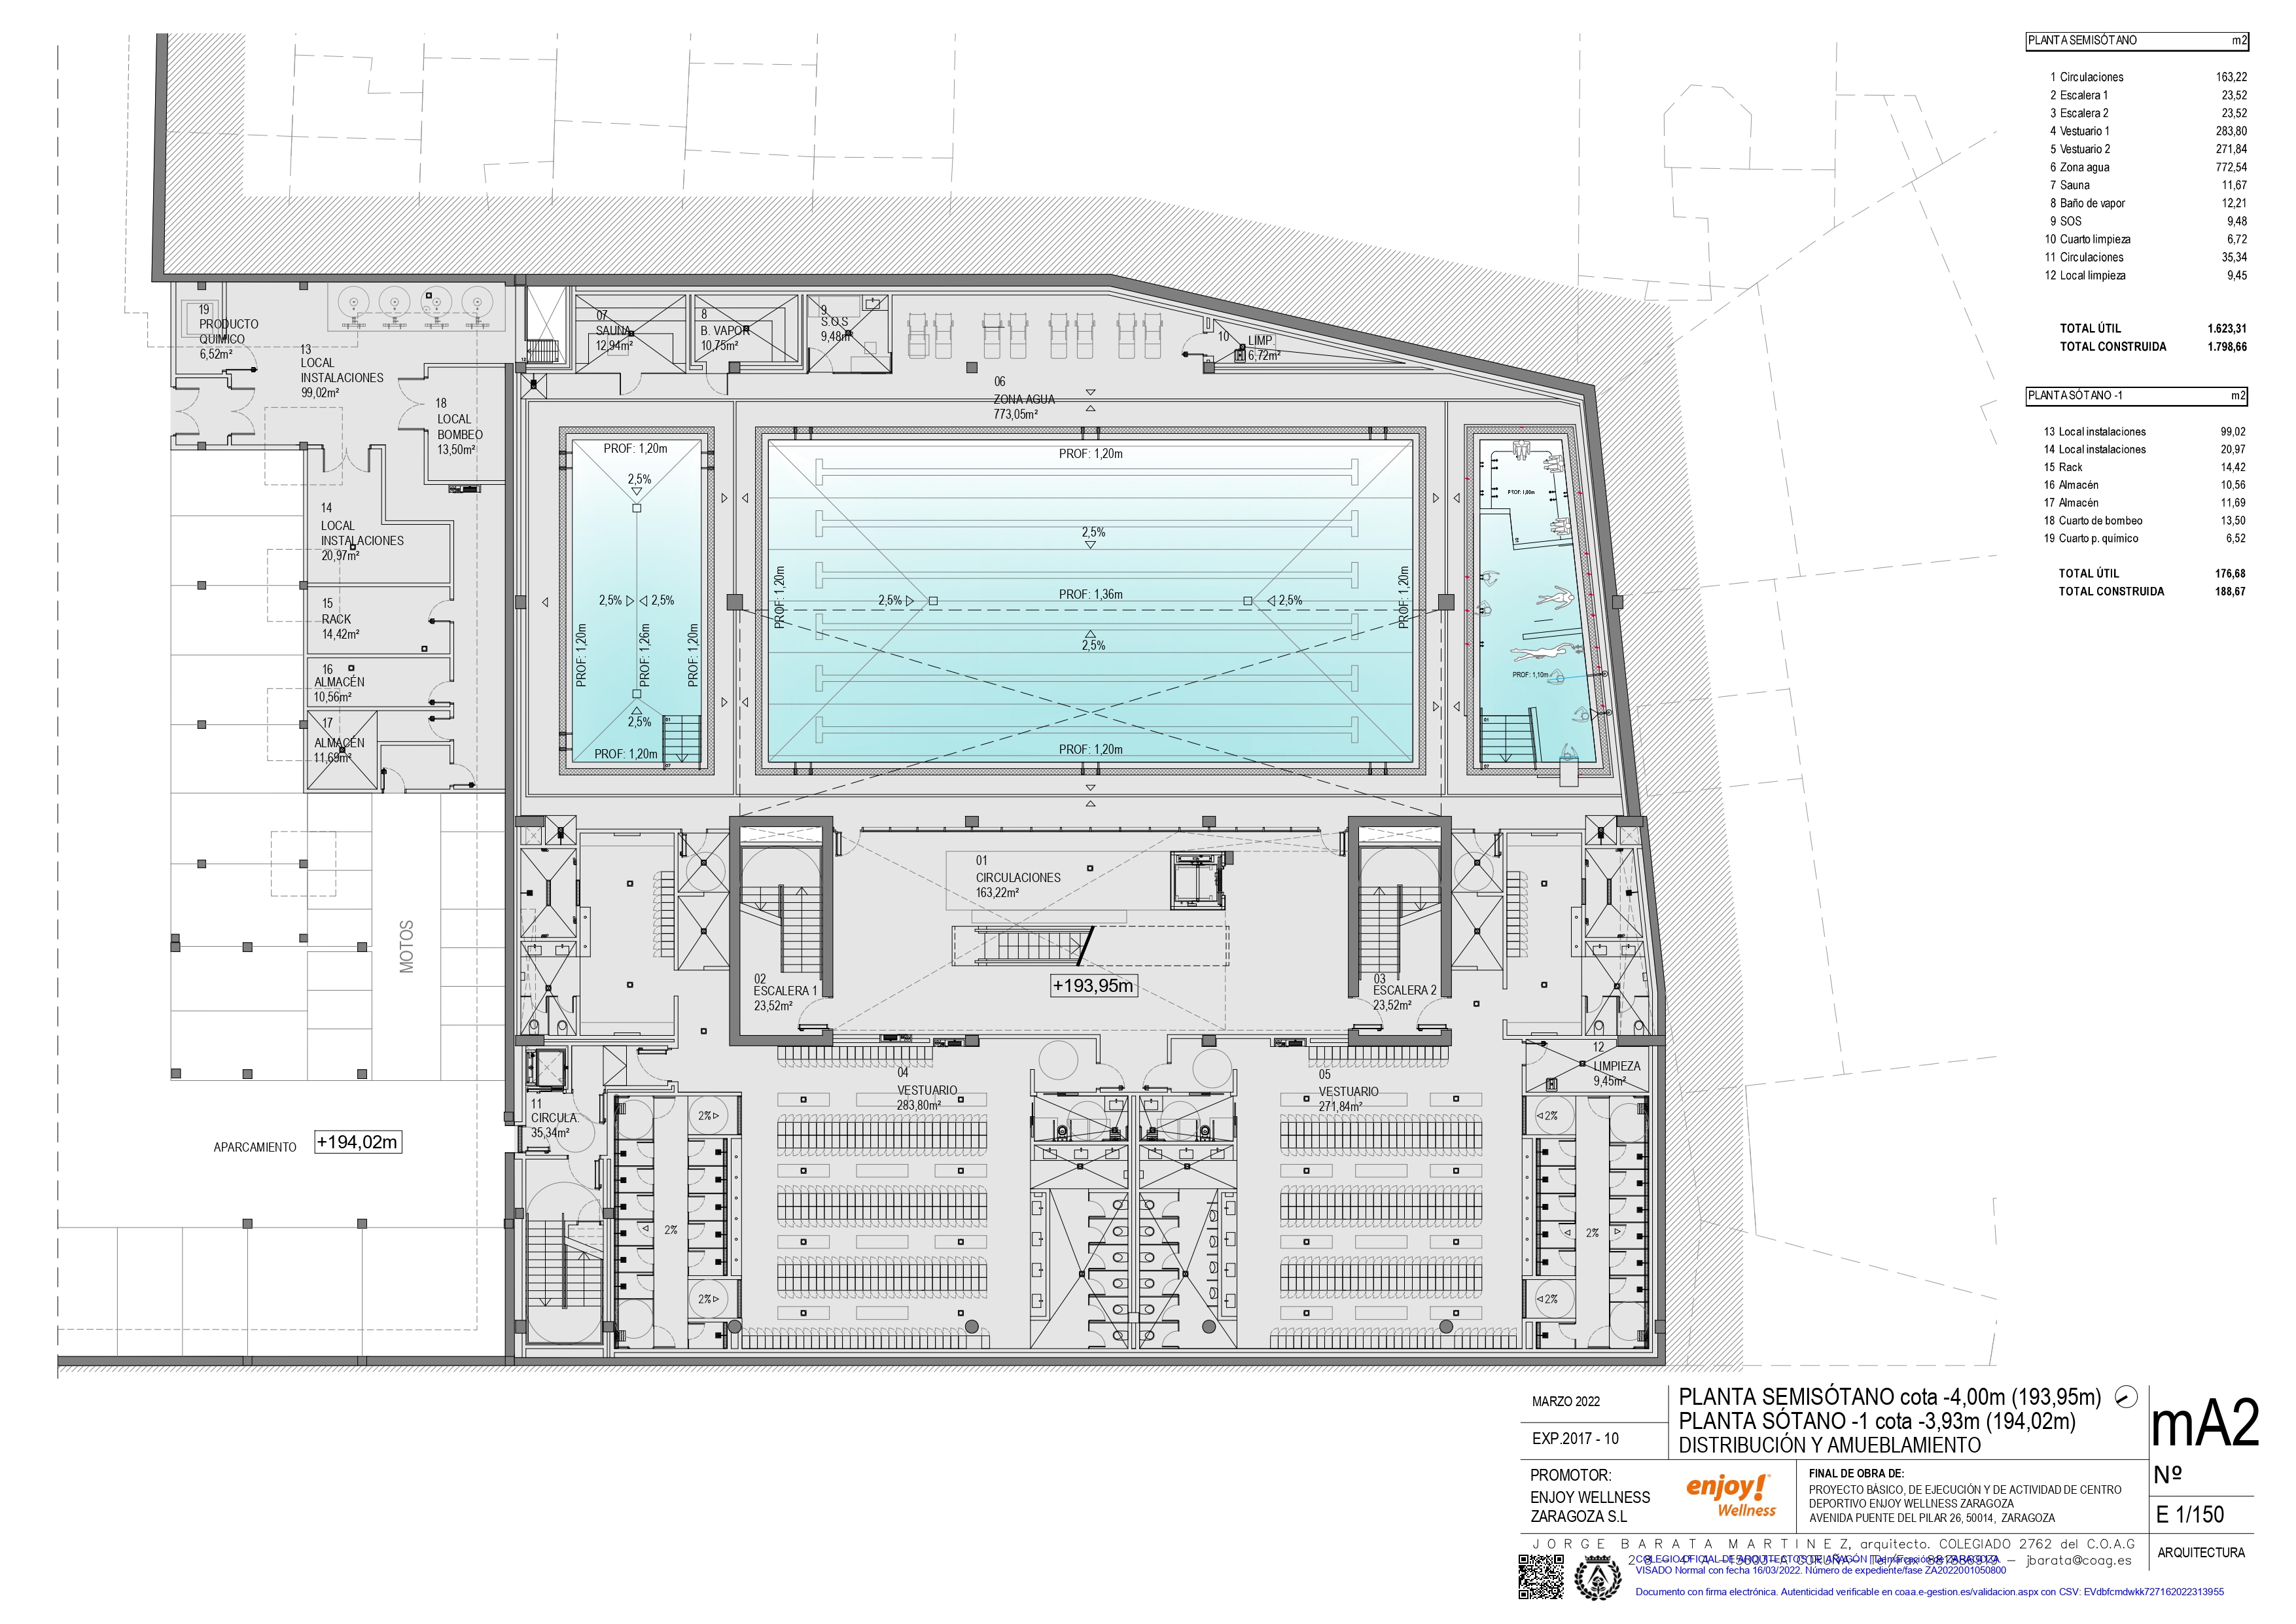 PLANTA SEMISÓTANO m2
1 Circulaciones 163,22
2 Escalera 1 23,52
3 Escalera 2 23,52
4 Vestuario 1 283,80
5 Vestuario 2 271,84
6 Zona agua 772,54
7 Sauna 11,67
8 Baño de vapor 12,21
9 SOS 9,48
10 Cuarto limpieza 6,72
11 Circulaciones 35,34
12 Local limpieza 9,45
TOTAL ÚTIL 1.623,31
TOTAL CONSTRUIDA 1.798,66
PLANTA SÓTANO -1 m2
13 Local instalaciones 99,02
14 Local instalaciones 20,97
15 Rack 14,42
16 Almacén 10,56
17 Almacén 11,69
18 Cuarto de bombeo 13,50
19 Cuarto p. químico 6,52
TOTAL ÚTIL 176,68
TOTAL CONSTRUIDA 188,67
19
PRODUCTO
QUIMICO
6,52m²
13
LOCAL
INSTALACIONES
99,02m²
18
LOCAL
BOMBEO
13,50m²
14
LOCAL
INSTALACIONES
20,97m²
15
RACK
14,42m²
16
ALMACÉN
10,56m²
17
ALMACÉN
11,69m²
MOTOS
APARCAMIENTO
+194,02m
07
SAUNA
12,94m²
8
B. VAPOR
10,75m²
9
S.O.S
9,48m²
10
LIMP.
6,72m²
06
ZONA AGUA
773,05m²
PROF: 1,20m
2,5%
2,5%
2,5%
PROF: 1,20m
PROF: 1,26m
PROF: 1,20m
2,5%
PROF: 1,20m
PROF: 1,20m
2,5%
PROF: 1,20m
2,5%
PROF: 1,36m
2,5%
PROF: 1,20m
2,5%
PROF: 1,20m
PROF: 1,00m
PROF: 1,10m
01
CIRCULACIONES
163,22m²
+193,95m
02
ESCALERA 1
23,52m²
03
ESCALERA 2
23,52m²
04
VESTUARIO
283,80m²
05
VESTUARIO
271,84m²
12
LIMPIEZA
9,45m²
11
CIRCULA.
35,34m²
2%
2%
2%
2%
2%
2%
MARZO 2022
EXP.2017 - 10
PLANTA SEMISÓTANO cota -4,00m (193,95m)
PLANTA SÓTANO -1 cota -3,93m (194,02m)
DISTRIBUCIÓN Y AMUEBLAMIENTO
mA2
Nº
E 1/150
ARQUITECTURA
PROMOTOR:
ENJOY WELLNESS
ZARAGOZA S.L
enjoy!
Wellness
FINAL DE OBRA DE:
PROYECTO BÁSICO, DE EJECUCIÓN Y DE ACTIVIDAD DE CENTRO
DEPORTIVO ENJOY WELLNESS ZARAGOZA
AVENIDA PUENTE DEL PILAR 26, 50014, ZARAGOZA
JORGE BARATA MARTINEZ, arquitecto. COLEGIADO 2762 del C.O.A.G
jbarata@coag.es
COLEGIO OFICIAL DE ARQUITECTOS DE ARAGÓN | Demarcación de ZARAGOZA
VISADO Normal con fecha 16/03/2022. Número de expediente/fase ZA2022001050800
Documento con firma electrónica. Autenticidad verificable en coaa.e-gestion.es/validacion.aspx con CSV: EVdbfcmdwkk727162022313955